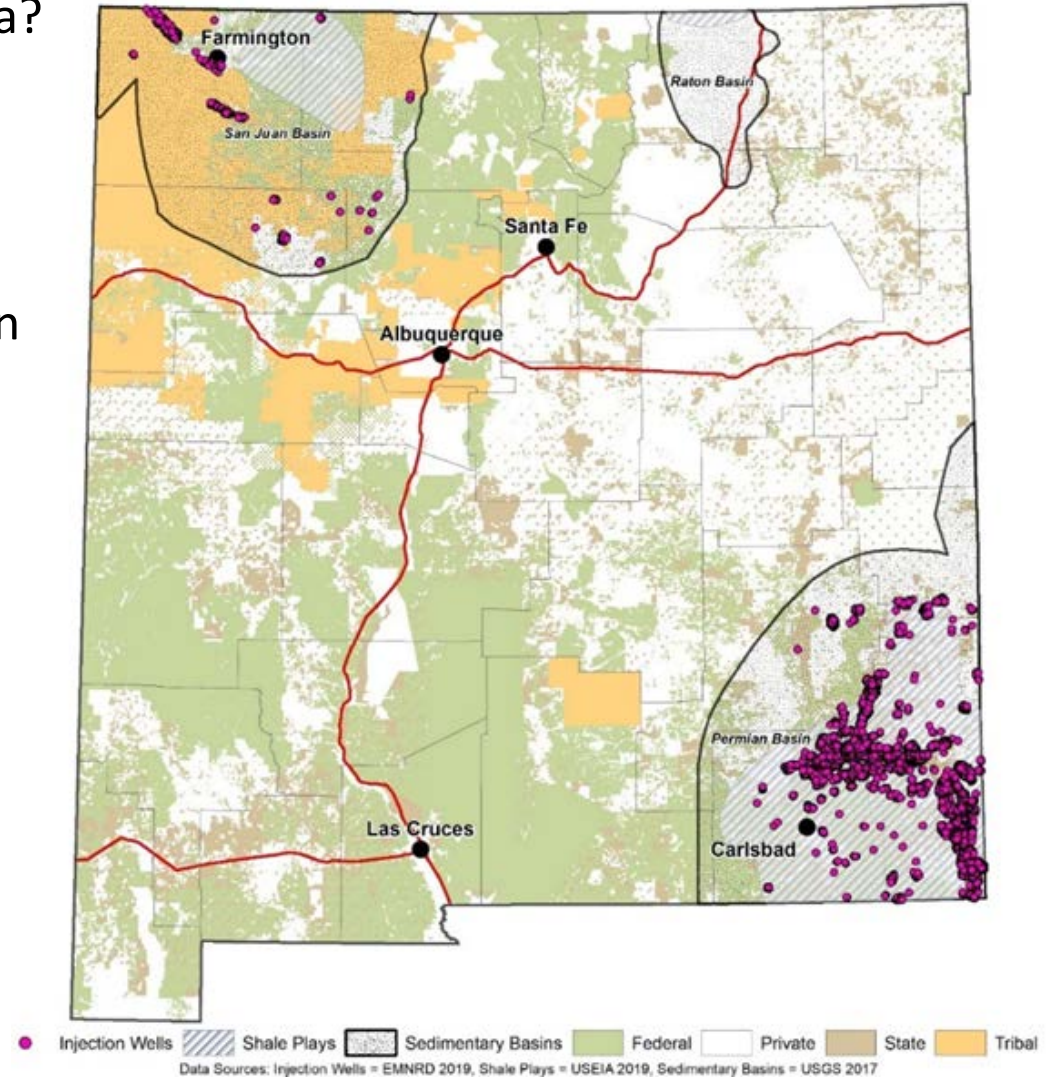 a?
Farmington
San Juan Basin
Raton Basin
Santa Fe
n
Albuquerque
Permian Basin
Las Cruces
Carlsbad
Injection Wells Shale Plays Sedimentary Basins Federal Private State Tribal
Data Sources: Injection Wells = EMNRD 2019, Shale Plays = USEIA 2019, Sedimentary Basins = USGS 2017